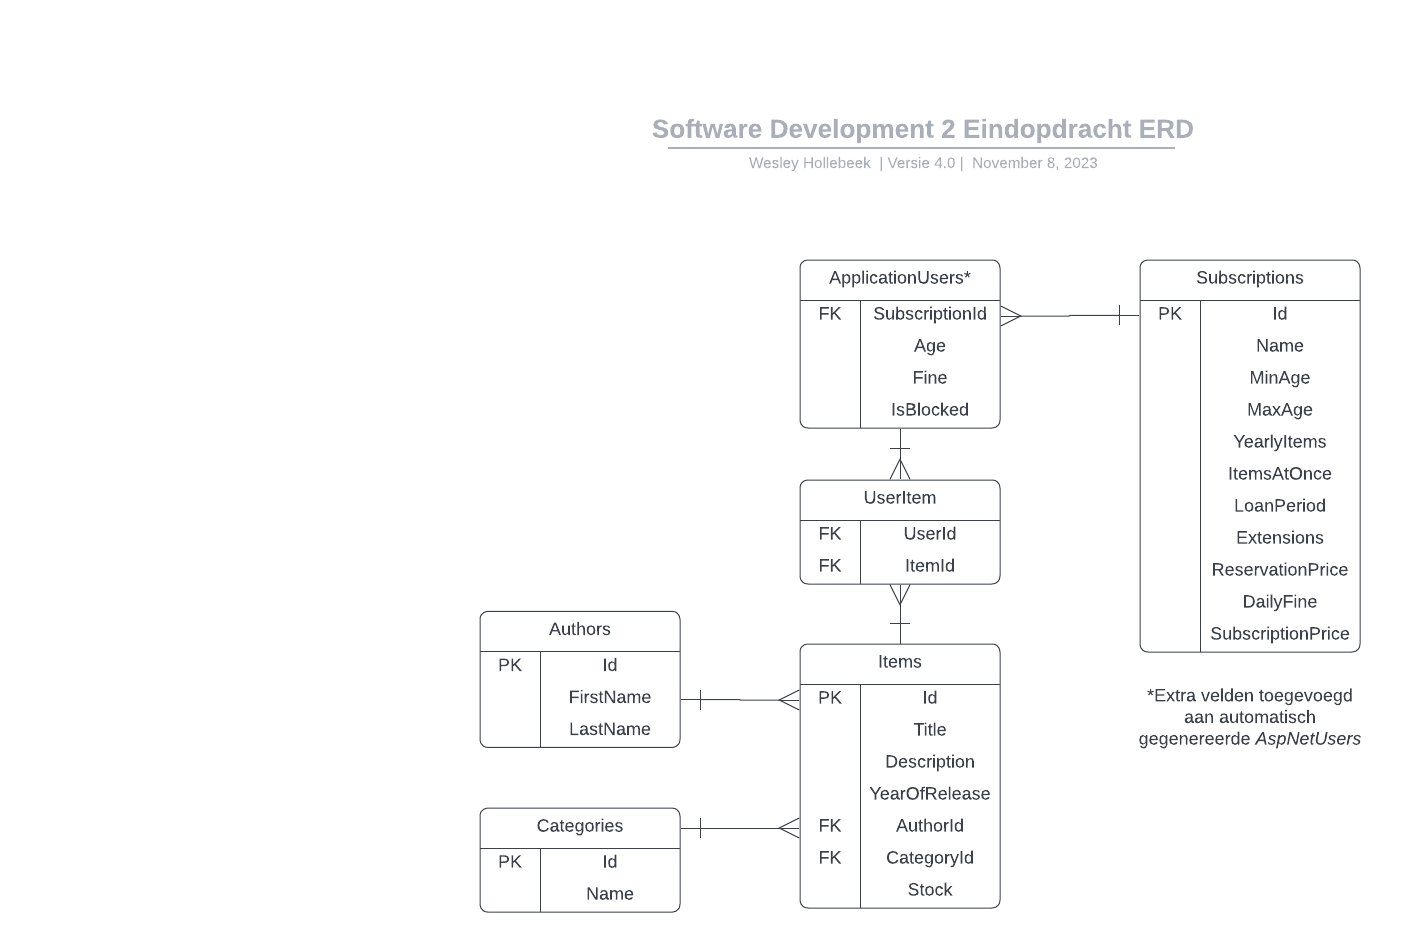 Software Development 2 Eindopdracht ERD
Wesley Hollebeek | Versie 4.0 | November 8, 2023
ApplicationUsers*
FK SubscriptionId
Age
Fine
IsBlocked
Subscriptions
PK Id
Name
MinAge
MaxAge
YearlyItems
ItemsAtOnce
LoanPeriod
Extensions
ReservationPrice
DailyFine
SubscriptionPrice
UserItem
FK UserId
FK ItemId
Authors
PK Id
FirstName
LastName
Items
PK Id
Title
Description
YearOfRelease
FK AuthorId
FK CategoryId
Stock
*Extra velden toegevoegd
aan automatisch
gegenereerde AspNetUsers
Categories
PK Id
Name